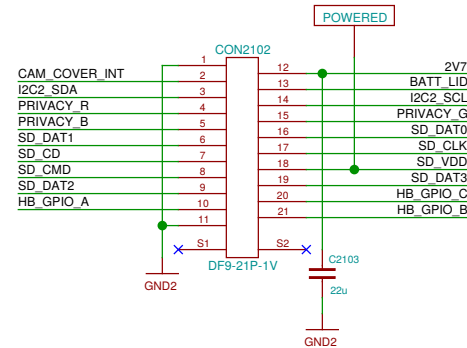 POWERED
CON2102
1 12 2V7
CAM_COVER_INT 2 13 BATT_LID
I2C2_SDA 3 14 I2C2_SCL
PRIVACY_R 4 15 PRIVACY_G
PRIVACY_B 5 16 SD_DAT0
SD_DAT1 6 17 SD_CLK
SD_CD 7 18 SD_VDD
SD_CMD 8 19 SD_DAT3
SD_DAT2 9 20 HB_GPIO_C
HB_GPIO_A 10 21 HB_GPIO_B
11
S1 S2
DF9-21P-1V
C2103
22u
GND2
GND2